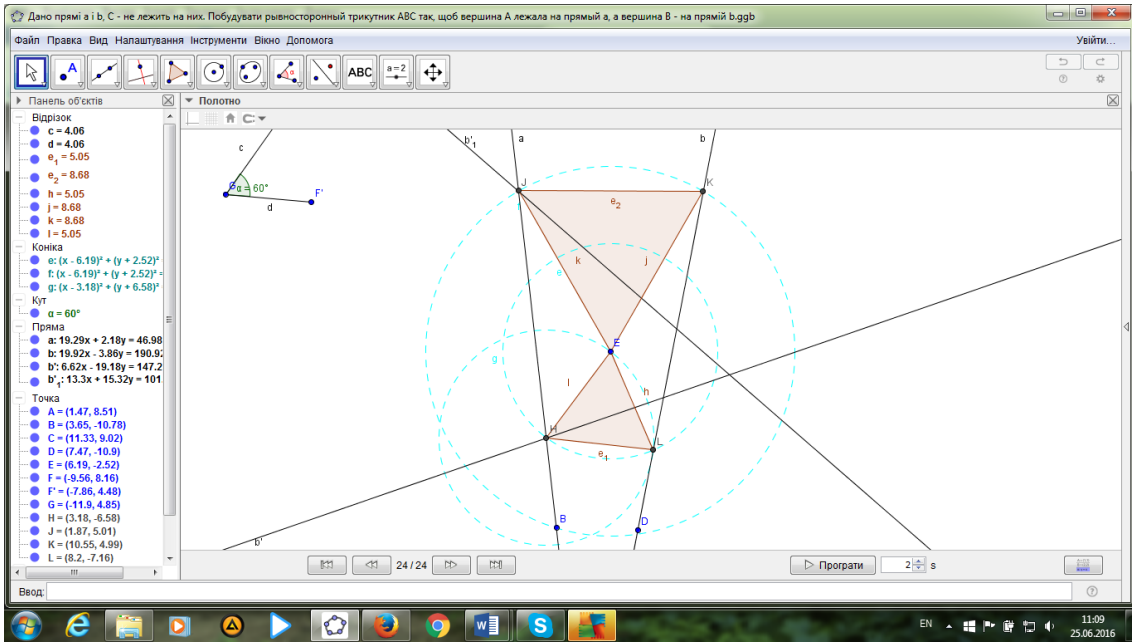 Дано прямі a і b, C - не лежить на них. Побудувати рывносторонный трикутник ABC так, щоб вершина A лежала на прямый a, а вершина B - на прямій b.ggb
Файл Правка Вид Налаштування Інструменти Вікно Допомога
Увійти...
A
ABC
a=2
Панель об'єктів
Полотно
Відрізок
c = 4.06
d = 4.06
e₁ = 5.05
e₂ = 8.68
h = 5.05
j = 8.68
k = 8.68
l = 5.05
Коніка
e: (x - 6.19)² + (y + 2.52)²
f: (x - 6.19)² + (y + 2.52)² =
g: (x - 3.18)² + (y + 6.58)²
Кут
α = 60°
Пряма
a: 19.29x + 2.18y = 46.98
b: 19.92x - 3.86y = 190.92
b': 6.62x - 19.18y = 147.2
b'₁: 13.3x + 15.32y = 101.
Точка
A = (1.47, 8.51)
B = (3.65, -10.78)
C = (11.33, 9.02)
D = (7.47, -10.9)
E = (6.19, -2.52)
F = (-9.56, 8.16)
F' = (-7.86, 4.48)
G = (-11.9, 4.85)
H = (3.18, -6.58)
J = (1.87, 5.01)
K = (10.55, 4.99)
L = (8.2, -7.16)
c
G
α = 60°
F'
d
b'₁
a
b
J
K
e₂
k
j
e
E
g
l
h
H
L
e₁
B
D
b'
24 / 24
Програти
2
s
Ввод:
EN
11:09
25.06.2016